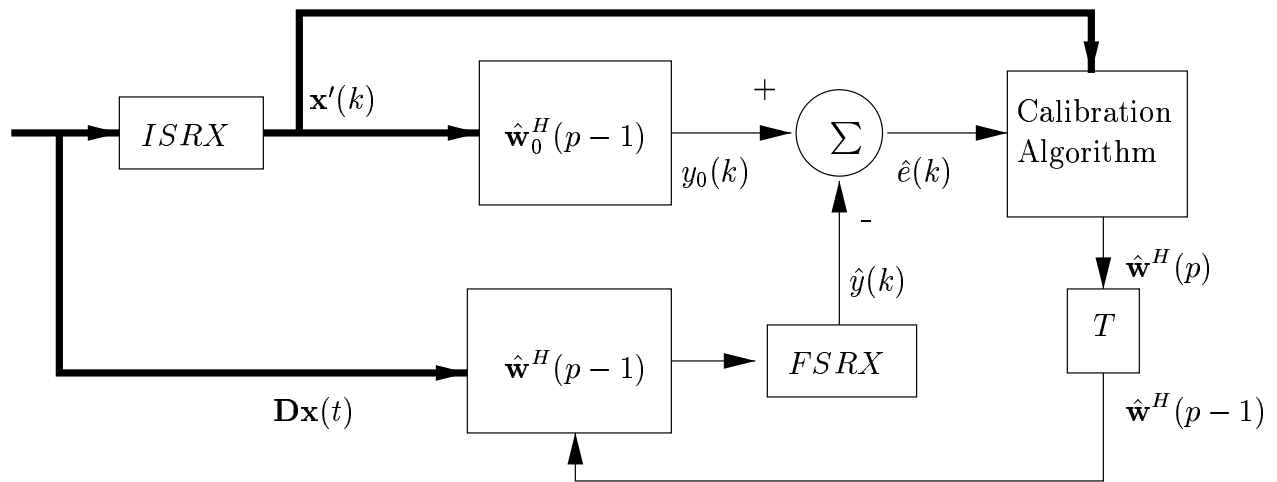 ISRX
𝐱′(k)
ŵ₀ᴴ(p − 1)
y₀(k)
+
∑
ê(k)
Calibration
Algorithm
-
ŵᴴ(p)
ŷ(k)
T
ŵᴴ(p − 1)
FSRX
𝐃𝐱(t)
ŵᴴ(p − 1)